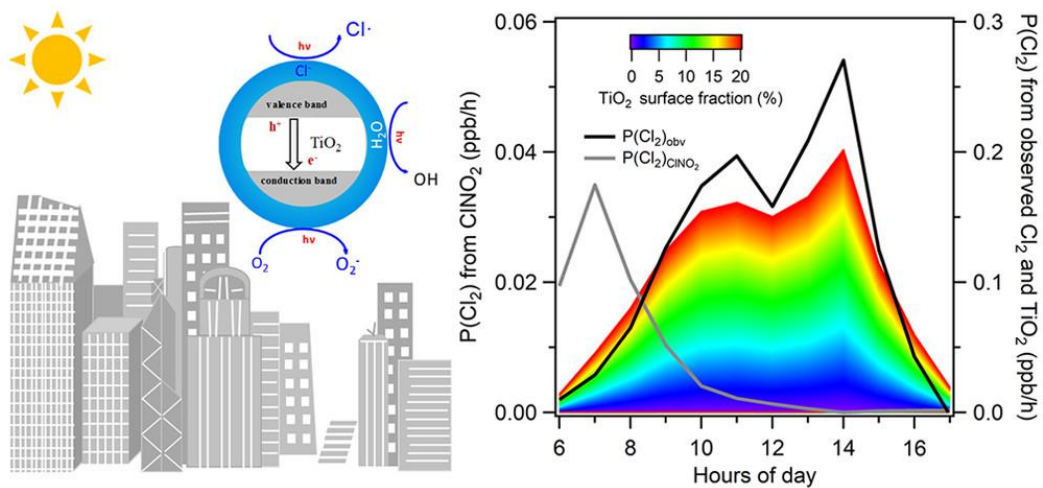 hν
Cl·
Cl⁻
valence band
h⁺
TiO₂
e⁻
conduction band
H₂O
hν
OH
hν
O₂
O₂⁻
P(Cl₂) from ClNO₂ (ppb/h)
0.06
0.04
0.02
0.00
0 5 10 15 20
TiO₂ surface fraction (%)
P(Cl₂)obv
P(Cl₂)ClNO₂
0.3
0.2
0.1
0.0
P(Cl₂) from observed Cl₂ and TiO₂ (ppb/h)
6 8 10 12 14 16
Hours of day